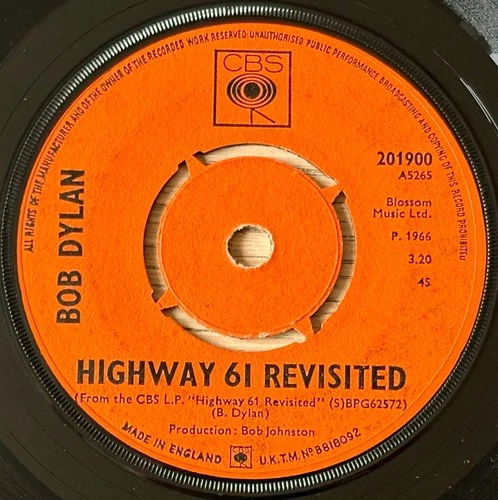 ALL RIGHTS OF THE MANUFACTURER AND OF THE OWNER OF THE RECORDED WORK RESERVED·UNAUTHORISED PUBLIC PERFORMANCE BROADCASTING AND COPYING OF THIS RECORD PROHIBITED
CBS
201900
A5265
Blossom
Music Ltd.
P. 1966
3.20
45
BOB DYLAN
HIGHWAY 61 REVISITED
(From the CBS L.P. "Highway 61 Revisited" (S)BPG62572)
(B. Dylan)
Production: Bob Johnston
MADE IN ENGLAND CBS U.K.T.M. Nº B818092